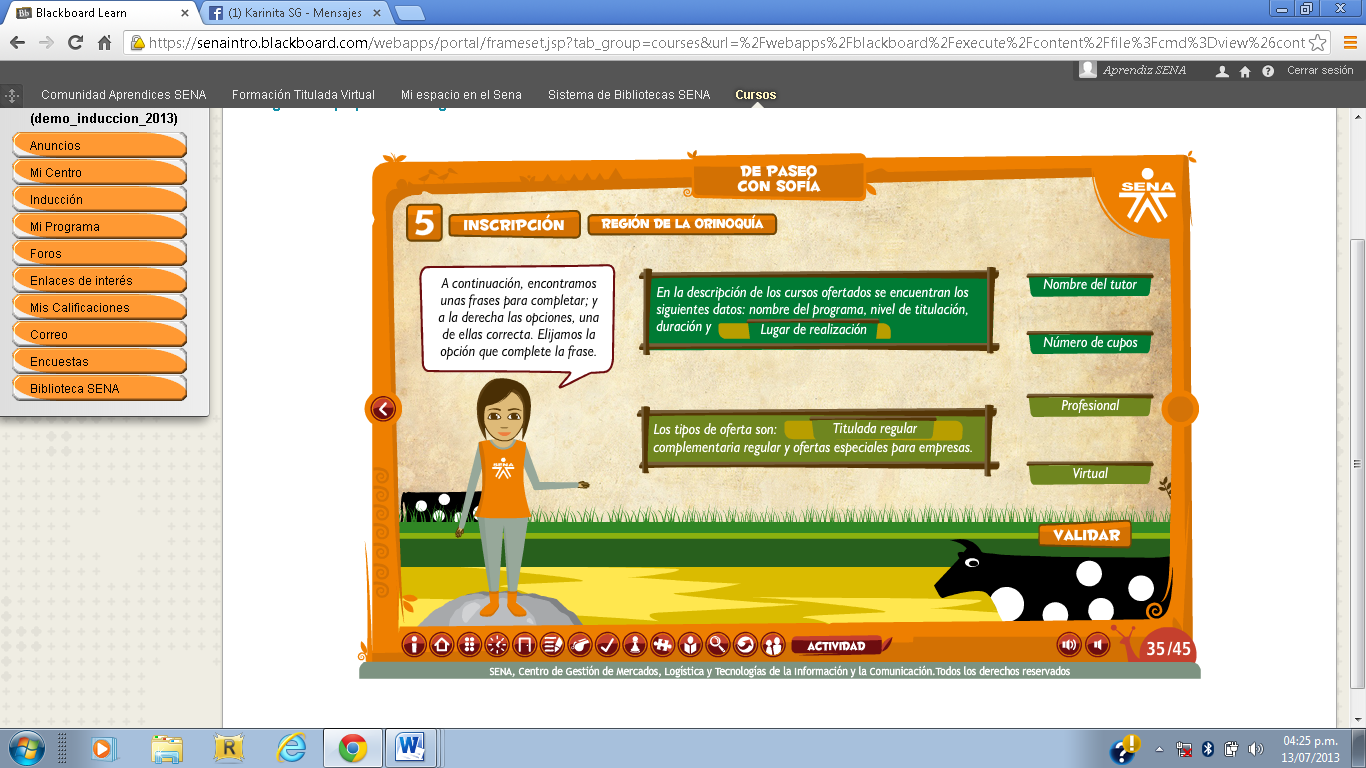 Blackboard Learn
(1) Karinita SG - Mensajes
https://senaintro.blackboard.com/webapps/portal/frameset.jsp?tab_group=courses&url=%2Fwebapps%2Fblackboard%2Fexecute%2Fcontent%2Ffile%3Fcmd%3Dview%26cont
Aprendiz SENA
Cerrar sesión
Comunidad Aprendices SENA
Formación Titulada Virtual
Mi espacio en el Sena
Sistema de Bibliotecas SENA
Cursos
(demo_induccion_2013)
Anuncios
Mi Centro
Inducción
Mi Programa
Foros
Enlaces de interés
Mis Calificaciones
Correo
Encuestas
Biblioteca SENA
DE PASEO
CON SOFÍA
SENA
5
INSCRIPCIÓN
REGIÓN DE LA ORINOQUÍA
A continuación, encontramos
unas frases para completar; y
a la derecha las opciones, una
de ellas correcta. Elijamos la
opción que complete la frase.
En la descripción de los cursos ofertados se encuentran los
siguientes datos: nombre del programa, nivel de titulación,
duración y Lugar de realización
Nombre del tutor
Número de cupos
Los tipos de oferta son: Titulada regular
complementaria regular y ofertas especiales para empresas.
Profesional
Virtual
SENA
VALIDAR
ACTIVIDAD
35/45
SENA, Centro de Gestión de Mercados, Logística y Tecnologías de la Información y la Comunicación.Todos los derechos reservados
04:25 p.m.
13/07/2013